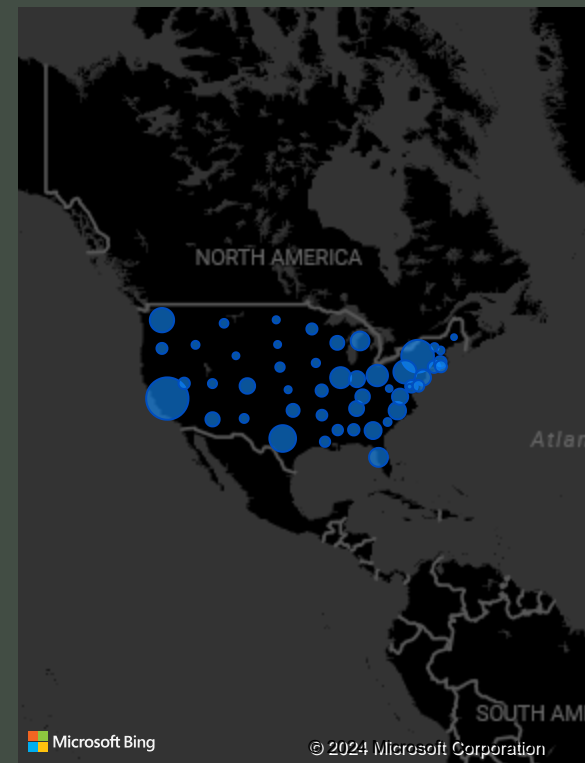 NORTH AMERICA
Atlan
SOUTH AM
Microsoft Bing
© 2024 Microsoft Corporation